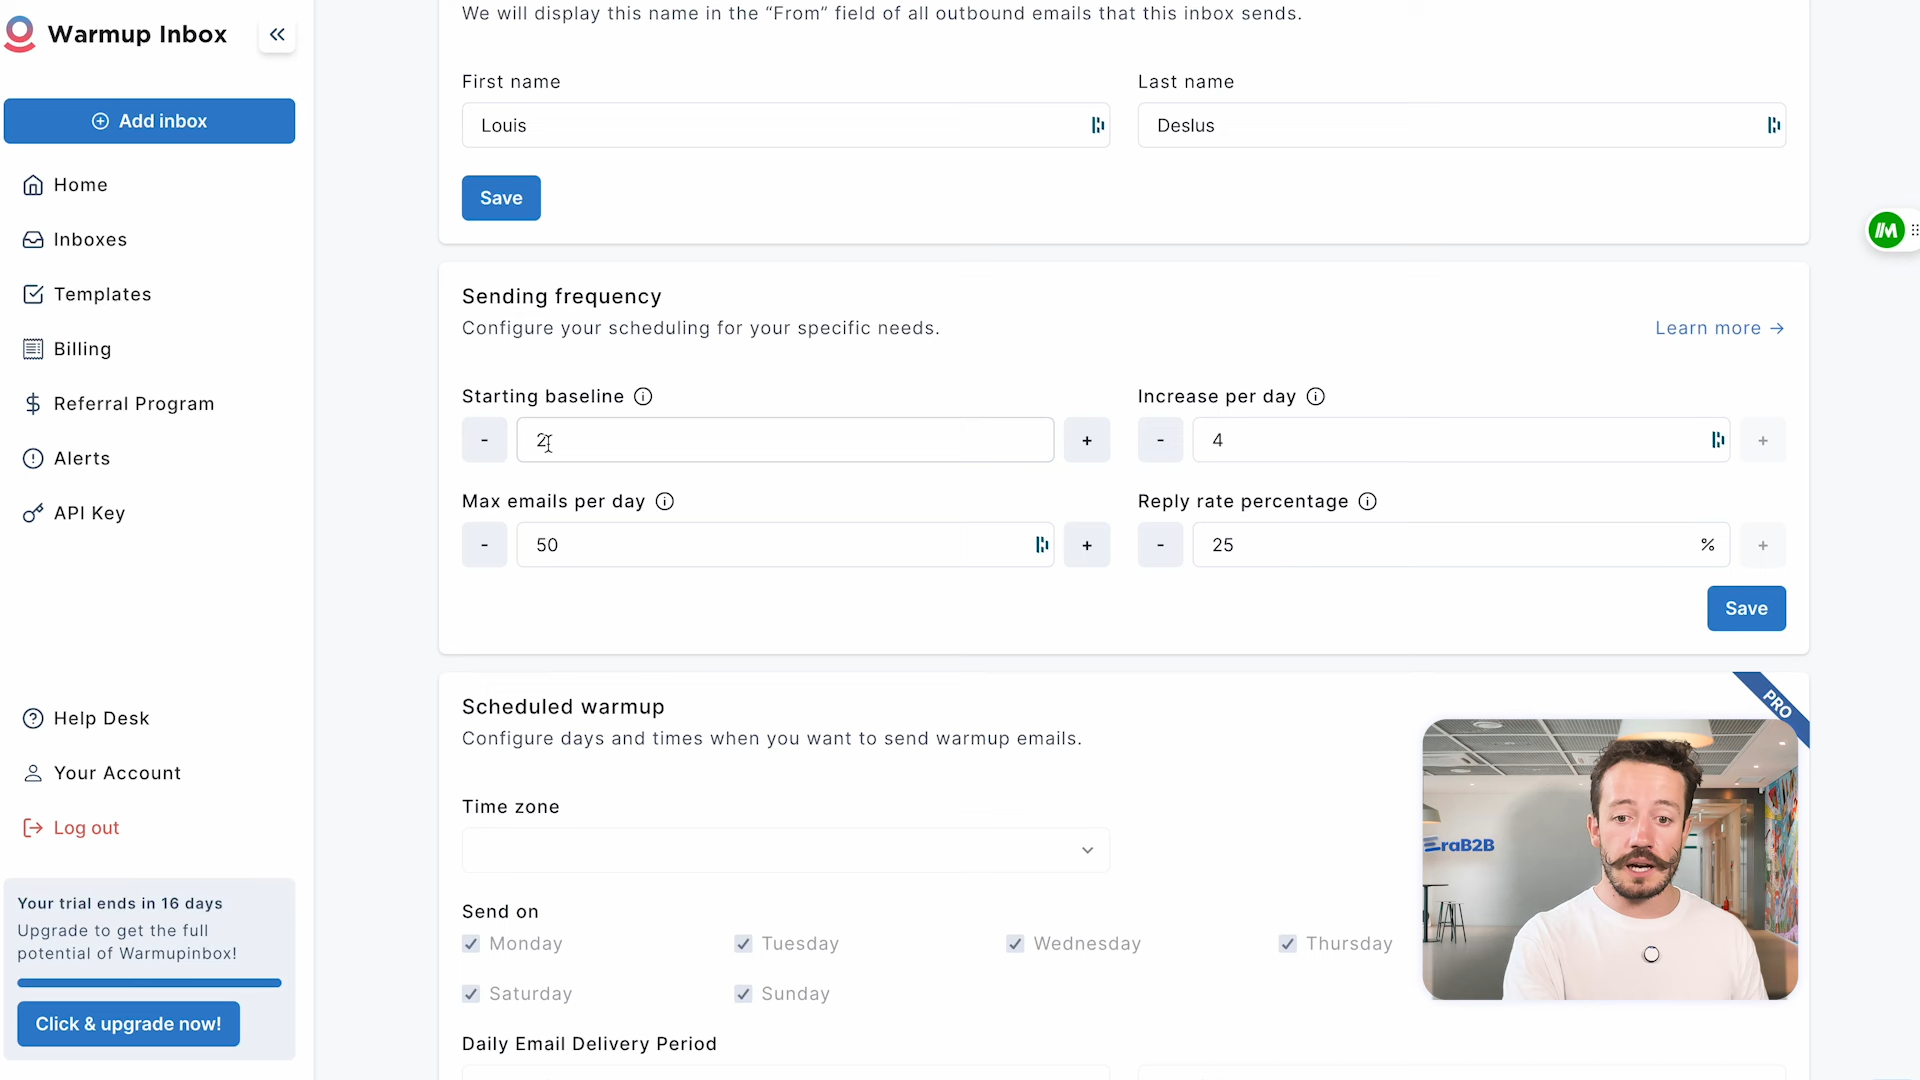 Warmup Inbox
Add inbox
Home
Inboxes
Templates
Billing
Referral Program
Alerts
API Key
Help Desk
Your Account
Log out
Your trial ends in 16 days
Upgrade to get the full
potential of Warmupinbox!
Click & upgrade now!
We will display this name in the “From” field of all outbound emails that this inbox sends.
First name
Last name
Louis
Deslus
Save
Sending frequency
Configure your scheduling for your specific needs.
Learn more →
Starting baseline
Increase per day
- 2 +
- 4 +
Max emails per day
Reply rate percentage
- 50 +
- 25 % +
Save
Scheduled warmup
PRO
Configure days and times when you want to send warmup emails.
Time zone
Send on
Monday
Tuesday
Wednesday
Thursday
Saturday
Sunday
Daily Email Delivery Period
EraB2B